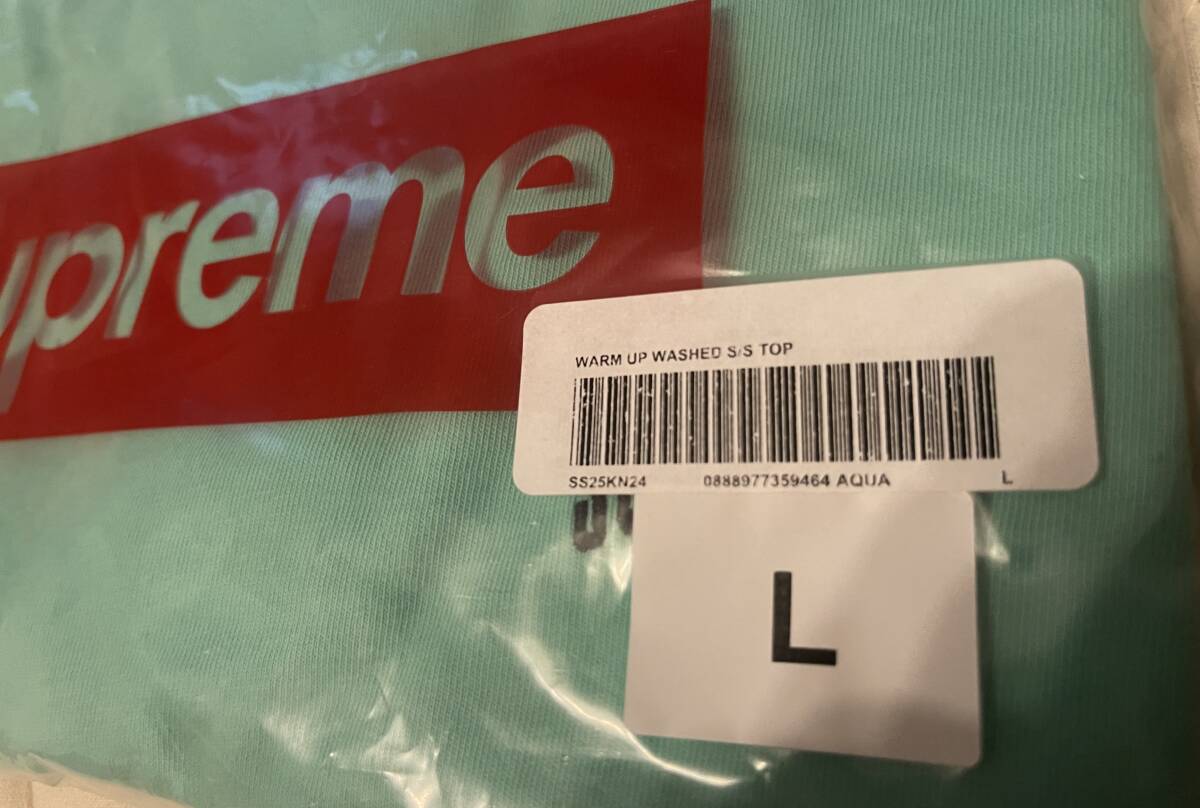 upreme
WARM UP WASHED S/S TOP
SS25KN24 0888977359464 AQUA L
L